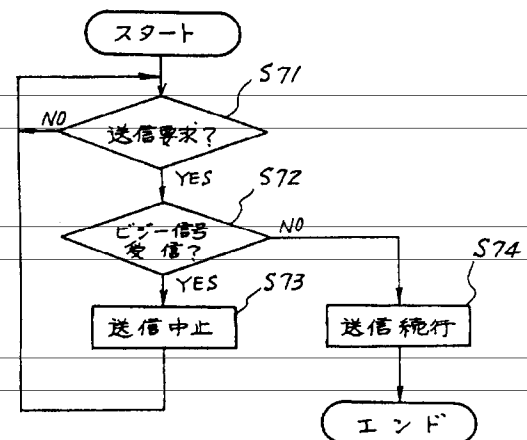 スタート
S71
NO
送信要求?
YES
S72
ビジー信号
受信?
NO
YES
S73
S74
送信中止
送信続行
エンド